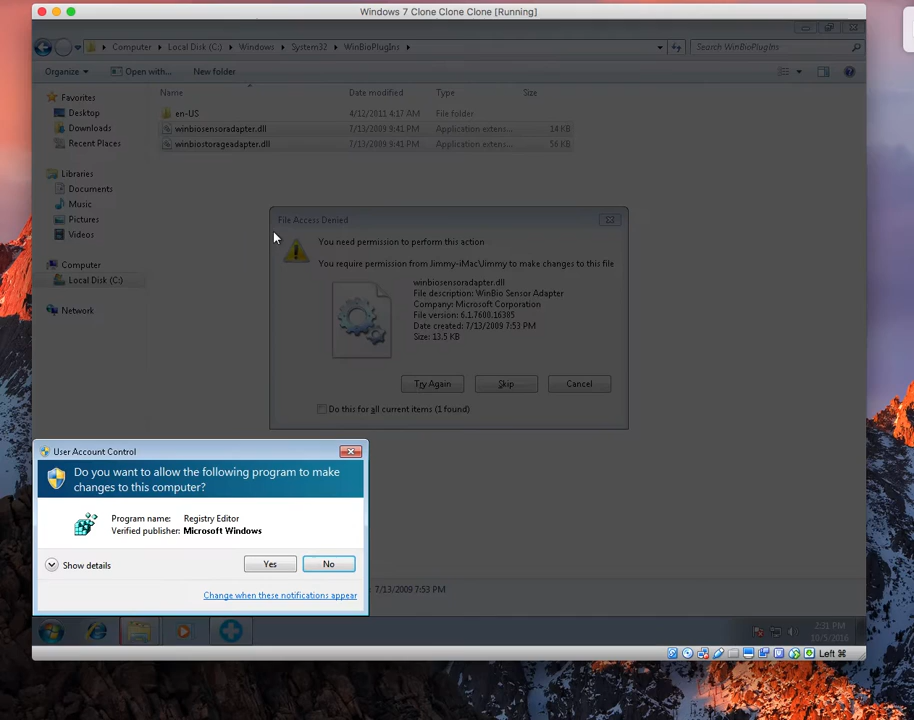 Windows 7 Clone Clone Clone [Running]
Computer Local Disk (C:) Windows System32 WinBioPlugIns
Search WinBioPlugIns
Organize Open with... New folder
Name Date modified Type Size
Favorites
Desktop
Downloads
Recent Places
Libraries
Documents
Music
Pictures
Videos
Computer
Local Disk (C:)
Network
en-US 4/12/2011 4:17 AM File folder
winbiosensoradapter.dll 7/13/2009 9:41 PM Application extens... 14 KB
winbiostorageadapter.dll 7/13/2009 9:41 PM Application extens... 56 KB
File Access Denied
You need permission to perform this action
You require permission from Jimmy-iMac\Jimmy to make changes to this file
winbiosensoradapter.dll
File description: WinBio Sensor Adapter
Company: Microsoft Corporation
File version: 6.1.7600.16385
Date created: 7/13/2009 7:53 PM
Size: 13.5 KB
Try Again Skip Cancel
Do this for all current items (1 found)
User Account Control
Do you want to allow the following program to make
changes to this computer?
Program name: Registry Editor
Verified publisher: Microsoft Windows
Show details Yes No
Change when these notifications appear
7/13/2009 7:53 PM
2:31 PM
10/5/2016
Left ⌘